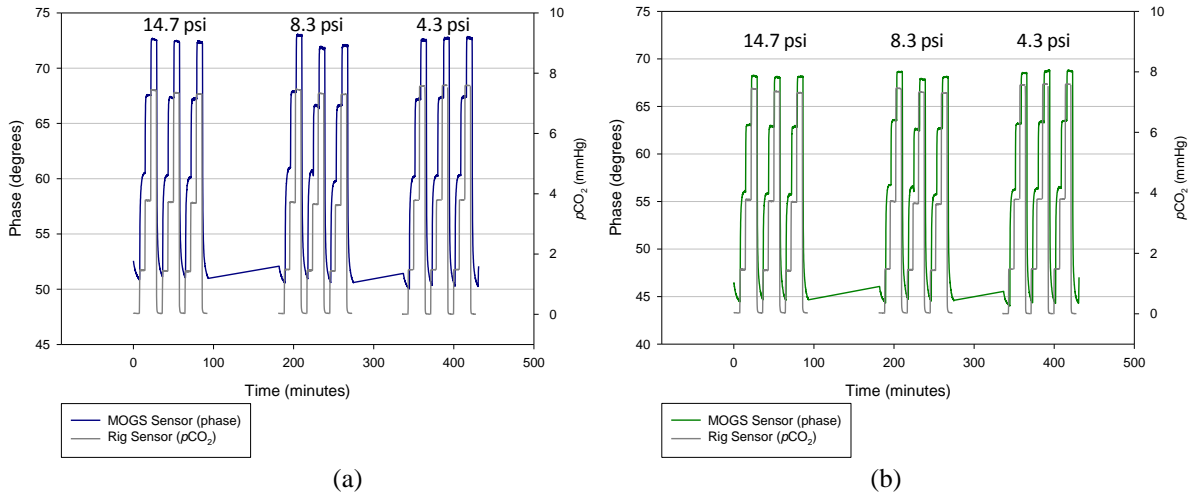 14.7 psi 8.3 psi 4.3 psi
Phase (degrees)
75
70
65
60
55
50
45
pCO2 (mmHg)
10
8
6
4
2
0
0 100 200 300 400 500
Time (minutes)
MOGS Sensor (phase)
Rig Sensor (pCO2)
(a)
14.7 psi 8.3 psi 4.3 psi
Phase (degrees)
75
70
65
60
55
50
45
40
pCO2 (mmHg)
10
8
6
4
2
0
0 100 200 300 400 500
Time (minutes)
MOGS Sensor (phase)
Rig Sensor (pCO2)
(b)